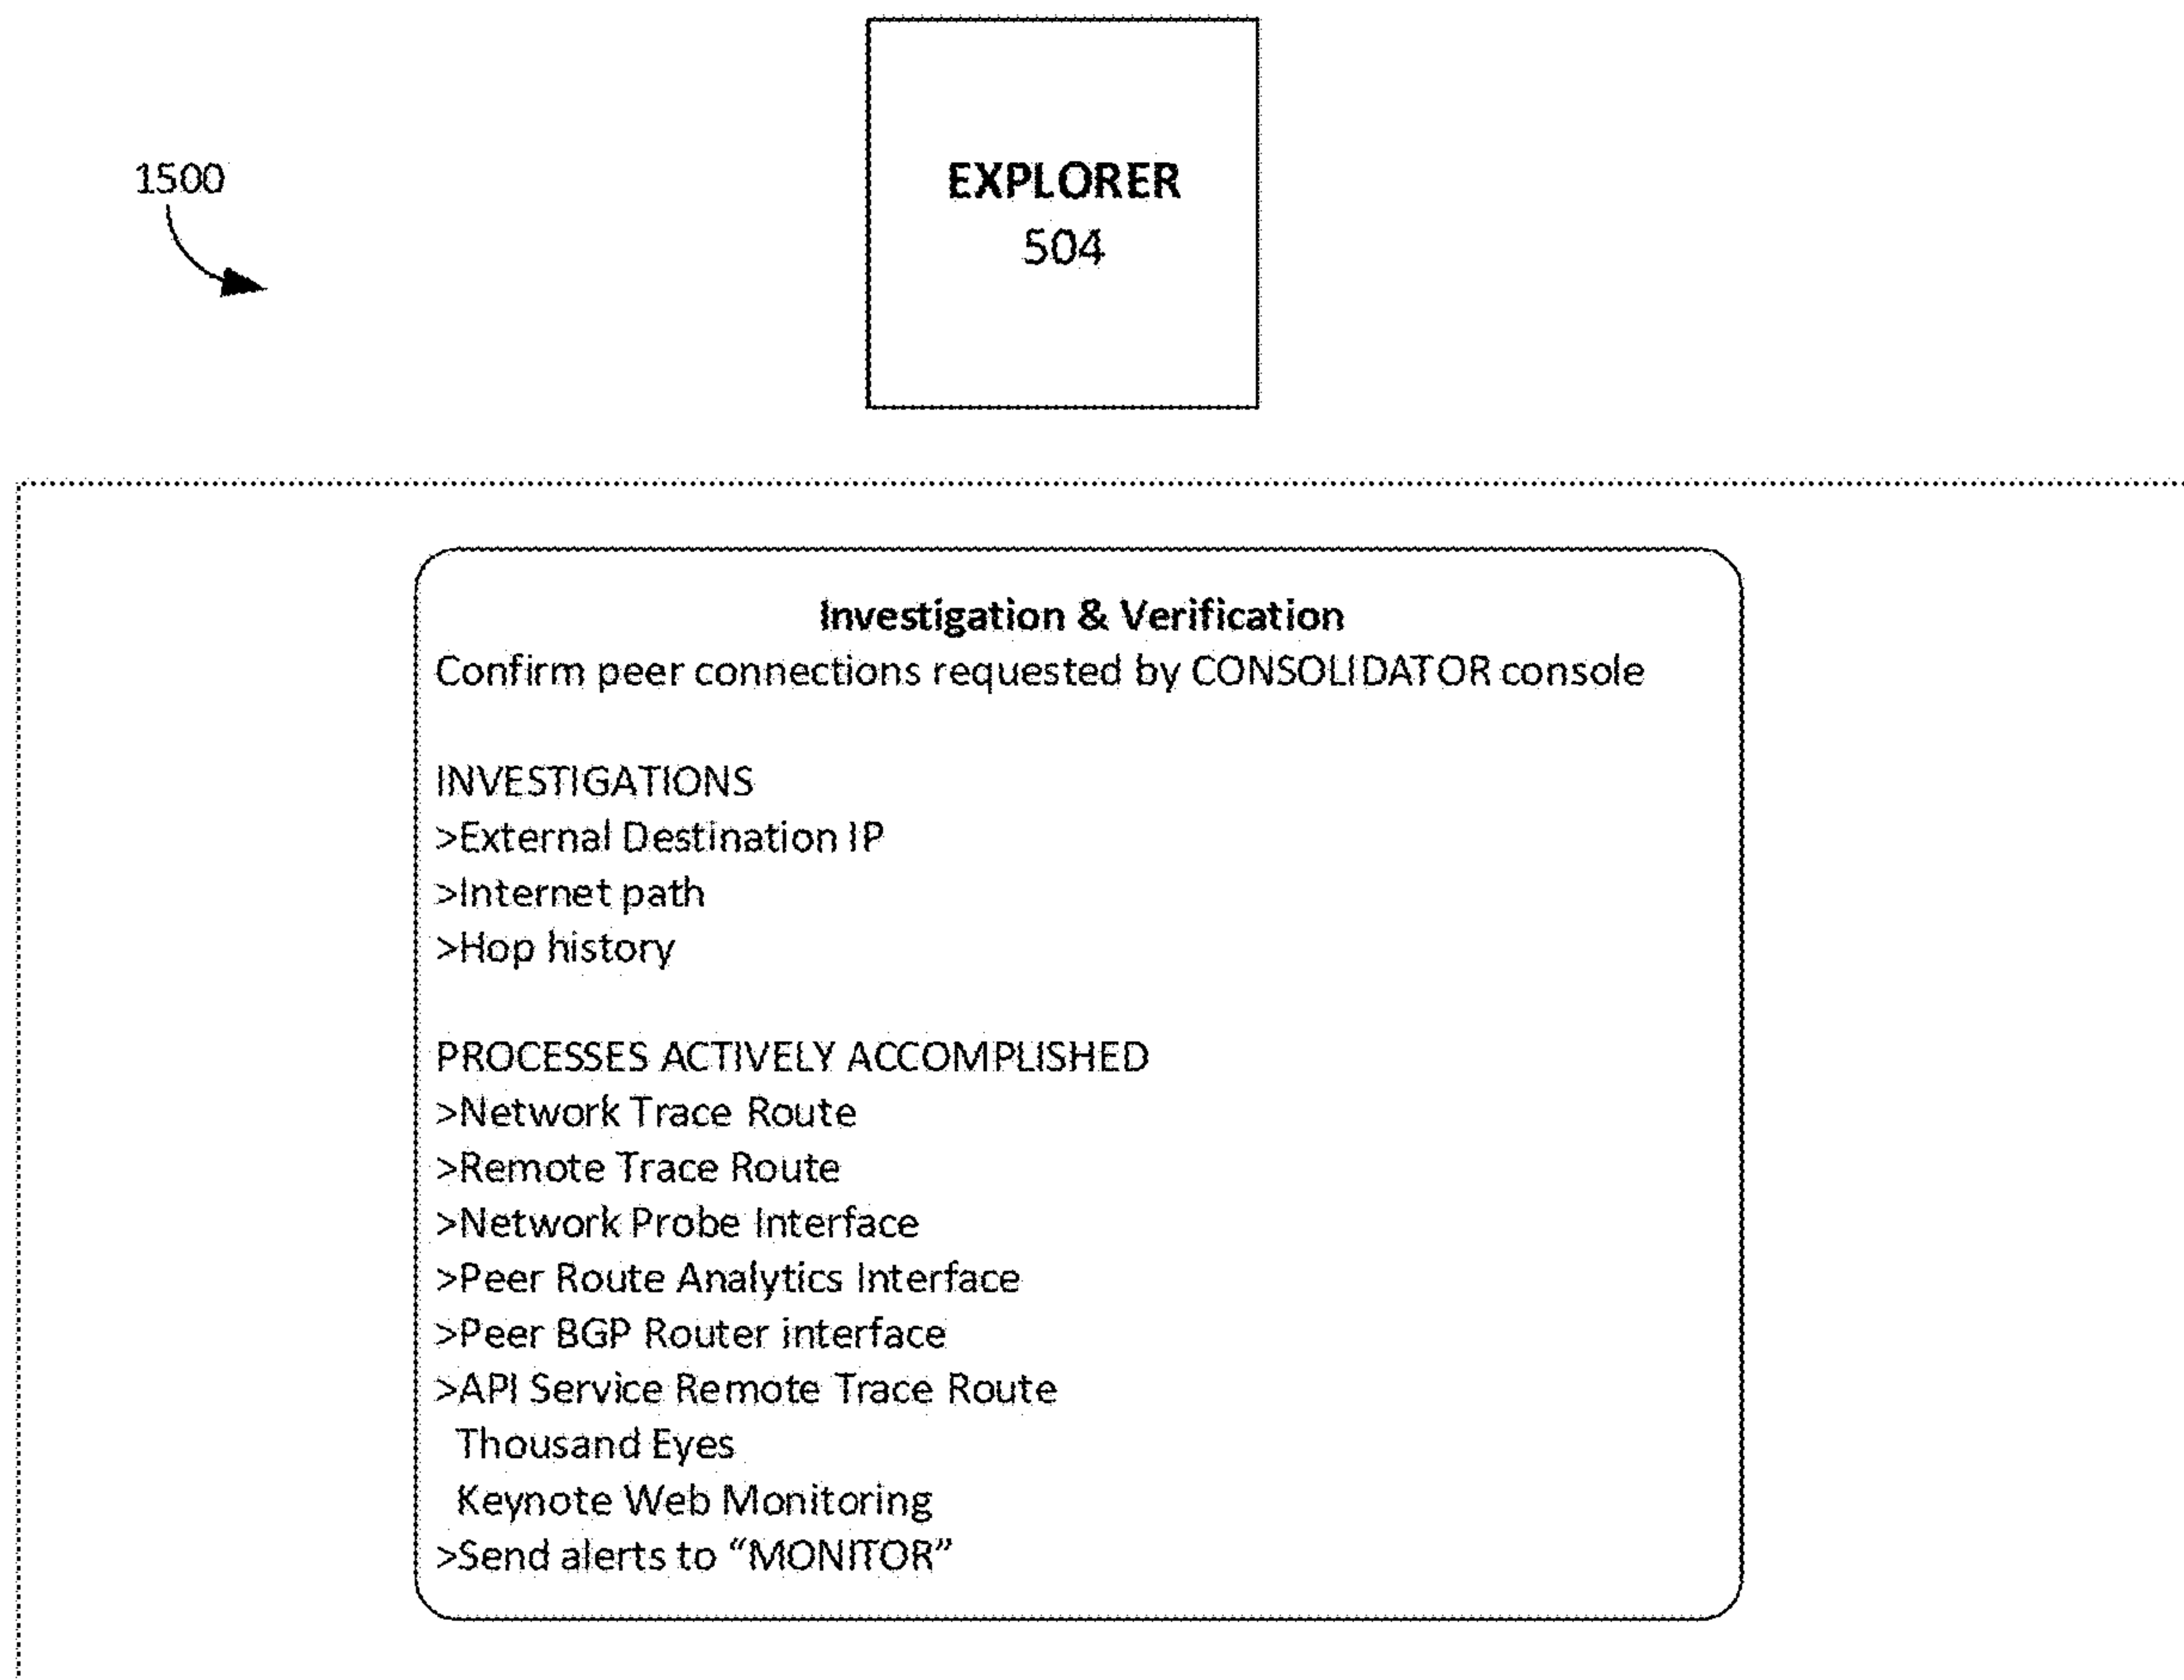 EXPLORER
504
1500
Investigation & Verification
Confirm peer connections requested by CONSOLIDATOR console
INVESTIGATIONS
>External Destination IP
>Internet path
>Hop history
PROCESSES ACTIVELY ACCOMPLISHED
>Network Trace Route
>Remote Trace Route
>Network Probe Interface
>Peer Route Analytics Interface
>Peer BGP Router interface
>API Service Remote Trace Route
Thousand Eyes
Keynote Web Monitoring
>Send alerts to “MONITOR”